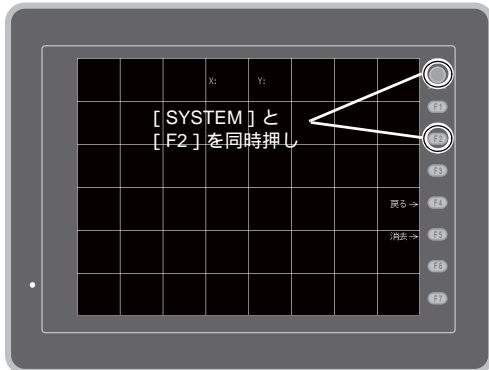 X: Y:
F1
[ SYSTEM ] と
[ F2 ] を同時押し
F2
F3
戻る→ F4
消去→ F5
F6
F7